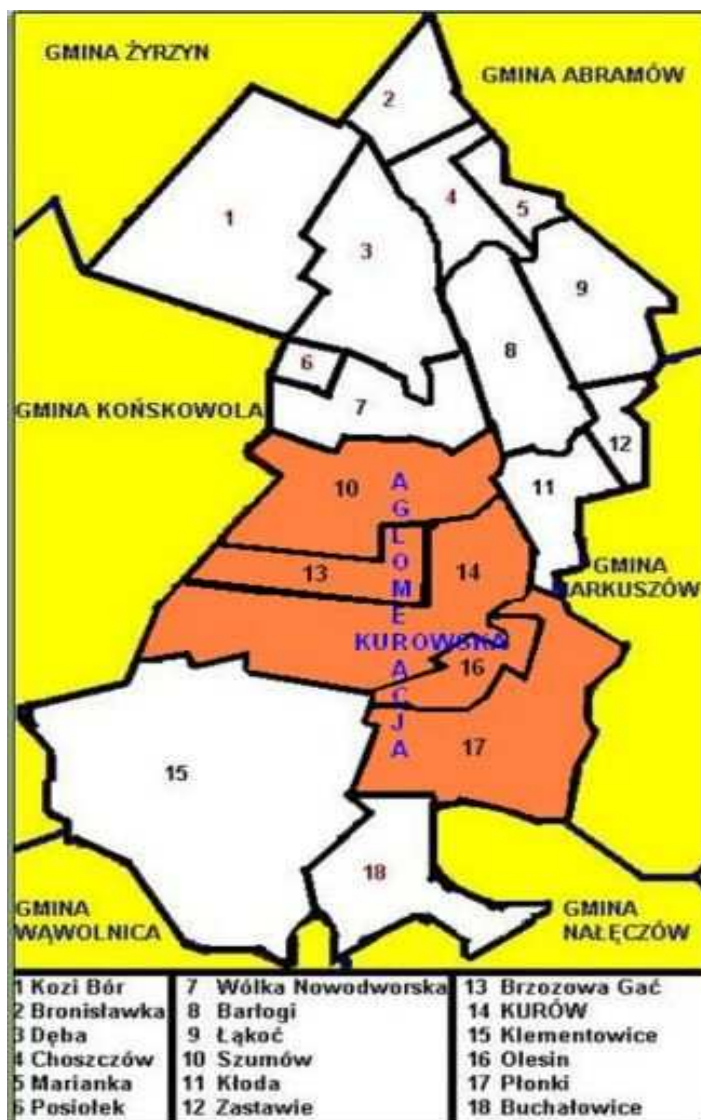 GMINA ŻYRZYN
GMINA ABRAMÓW
2
1
4
5
3
9
8
6
7
GMINA KOŃSKOWOLA
12
10
11
AGLOMERACJA
13
14
GMINA
MARKUSZÓW
KUROWSKA
16
17
15
18
GMINA
WĄWOLNICA
GMINA
NAŁĘCZÓW
1 Kozi Bór
2 Bronisławka
3 Dęba
4 Choszczów
5 Marianka
6 Posiołek
7 Wólka Nowodworska
8 Barłogi
9 Łąkoć
10 Szumów
11 Kłoda
12 Zastawie
13 Brzozowa Gać
14 KURÓW
15 Klementowice
16 Olesin
17 Płonki
18 Buchałowice